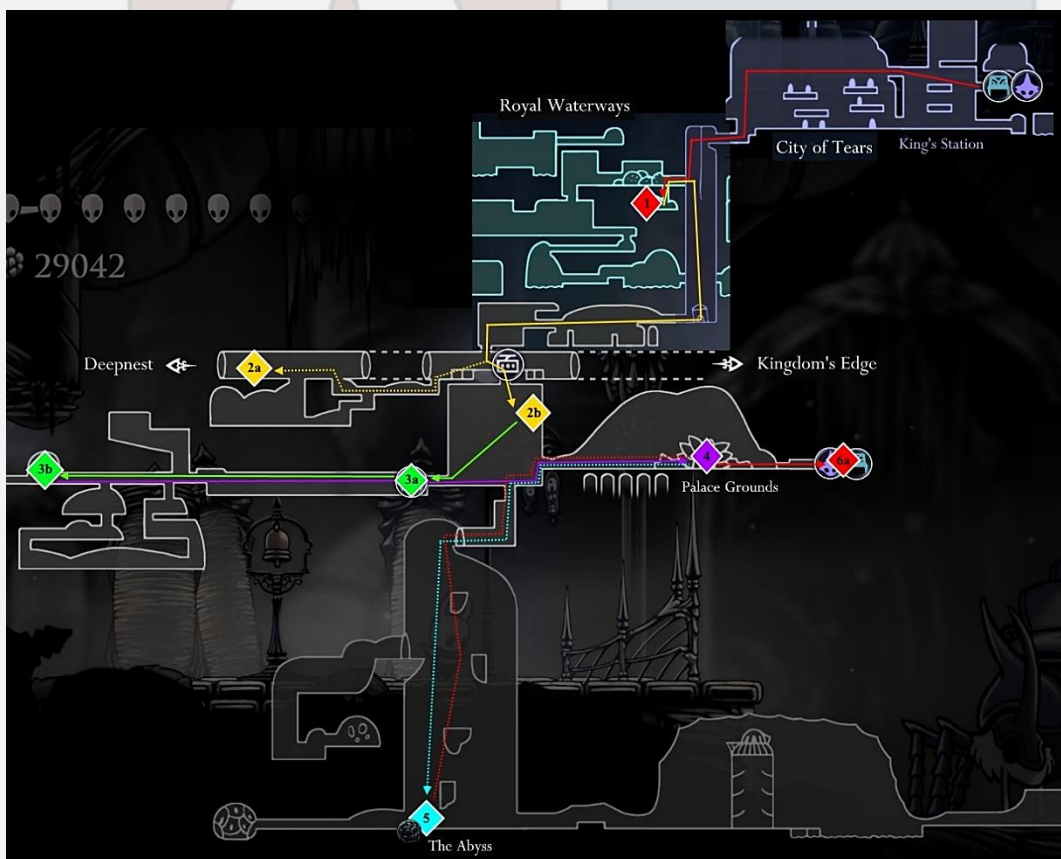 Royal Waterways
City of Tears
King's Station
1
29042
Deepnest
2a
Kingdom's Edge
2b
3b
3a
4
6a
Palace Grounds
5
The Abyss